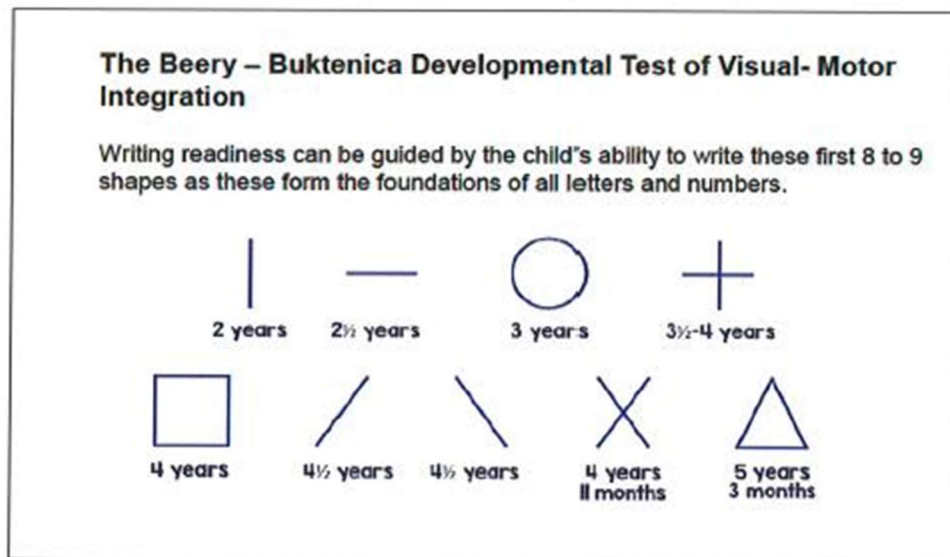 The Beery – Buktenica Developmental Test of Visual- Motor
Integration
Writing readiness can be guided by the child"s ability to write these first 8 to 9
shapes as these form the foundations of all letters and numbers.
2 years 2½ years 3 years 3½-4 years
4 years 4½ years 4½ years 4 years 5 years
11 months 3 months